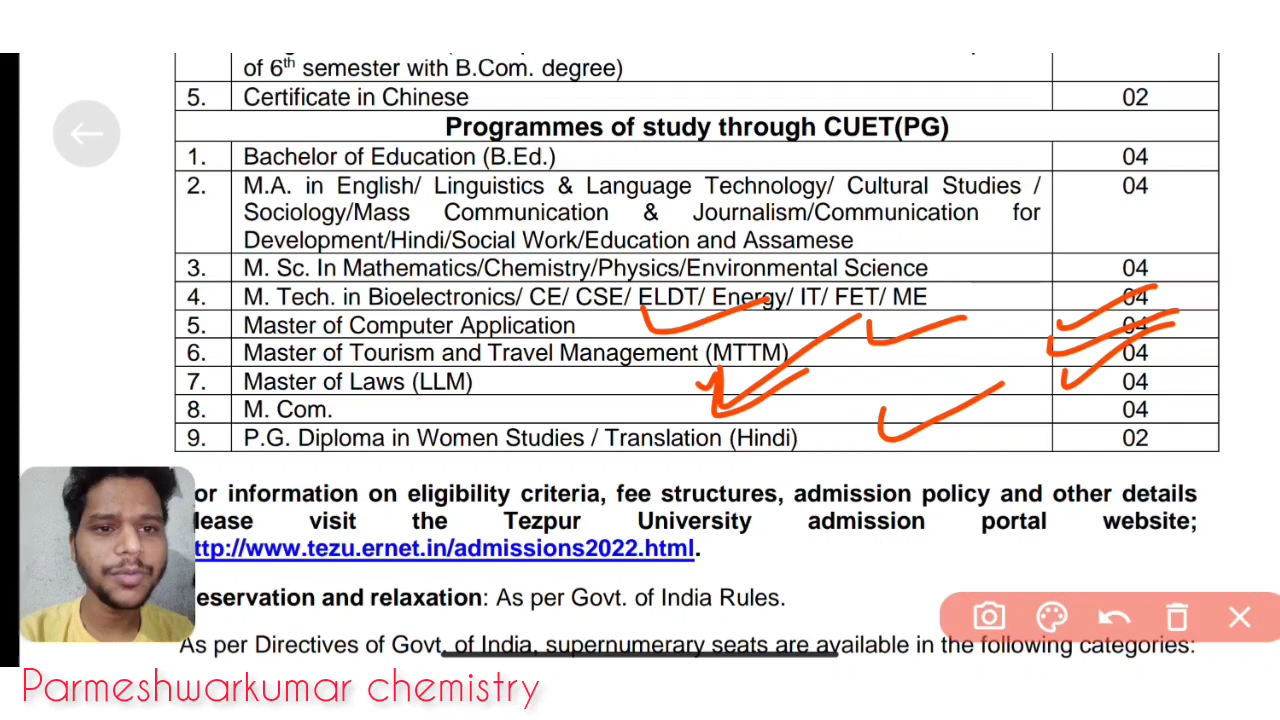 of 6th semester with B.Com. degree)
5. Certificate in Chinese 02
Programmes of study through CUET(PG)
1. Bachelor of Education (B.Ed.) 04
2. M.A. in English/ Linguistics & Language Technology/ Cultural Studies / 04
Sociology/Mass Communication & Journalism/Communication for
Development/Hindi/Social Work/Education and Assamese
3. M. Sc. In Mathematics/Chemistry/Physics/Environmental Science 04
4. M. Tech. in Bioelectronics/ CE/ CSE/ ELDT/ Energy/ IT/ FET/ ME 04
5. Master of Computer Application 04
6. Master of Tourism and Travel Management (MTTM) 04
7. Master of Laws (LLM) 04
8. M. Com. 04
9. P.G. Diploma in Women Studies / Translation (Hindi) 02
or information on eligibility criteria, fee structures, admission policy and other details
lease visit the Tezpur University admission portal website;
ttp://www.tezu.ernet.in/admissions2022.html.
eservation and relaxation: As per Govt. of India Rules.
As per Directives of Govt. of India, supernumerary seats are available in the following categories:
Parmeshwarkumar chemistry